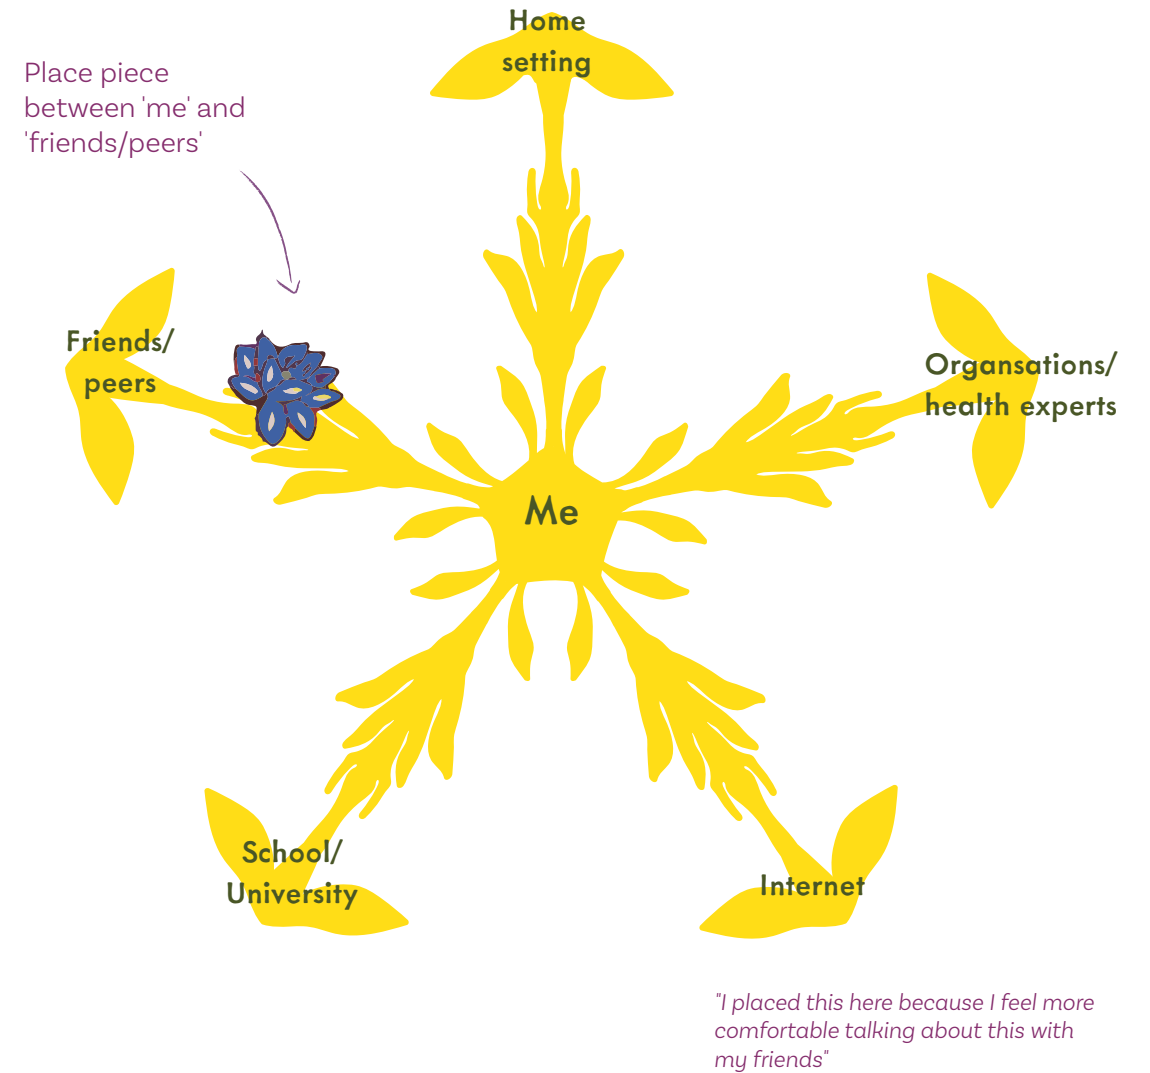 Home
setting
Place piece
between 'me' and
'friends/peers'
Friends/
peers
Organsations/
health experts
Me
School/
University
Internet
"I placed this here because I feel more
comfortable talking about this with
my friends"